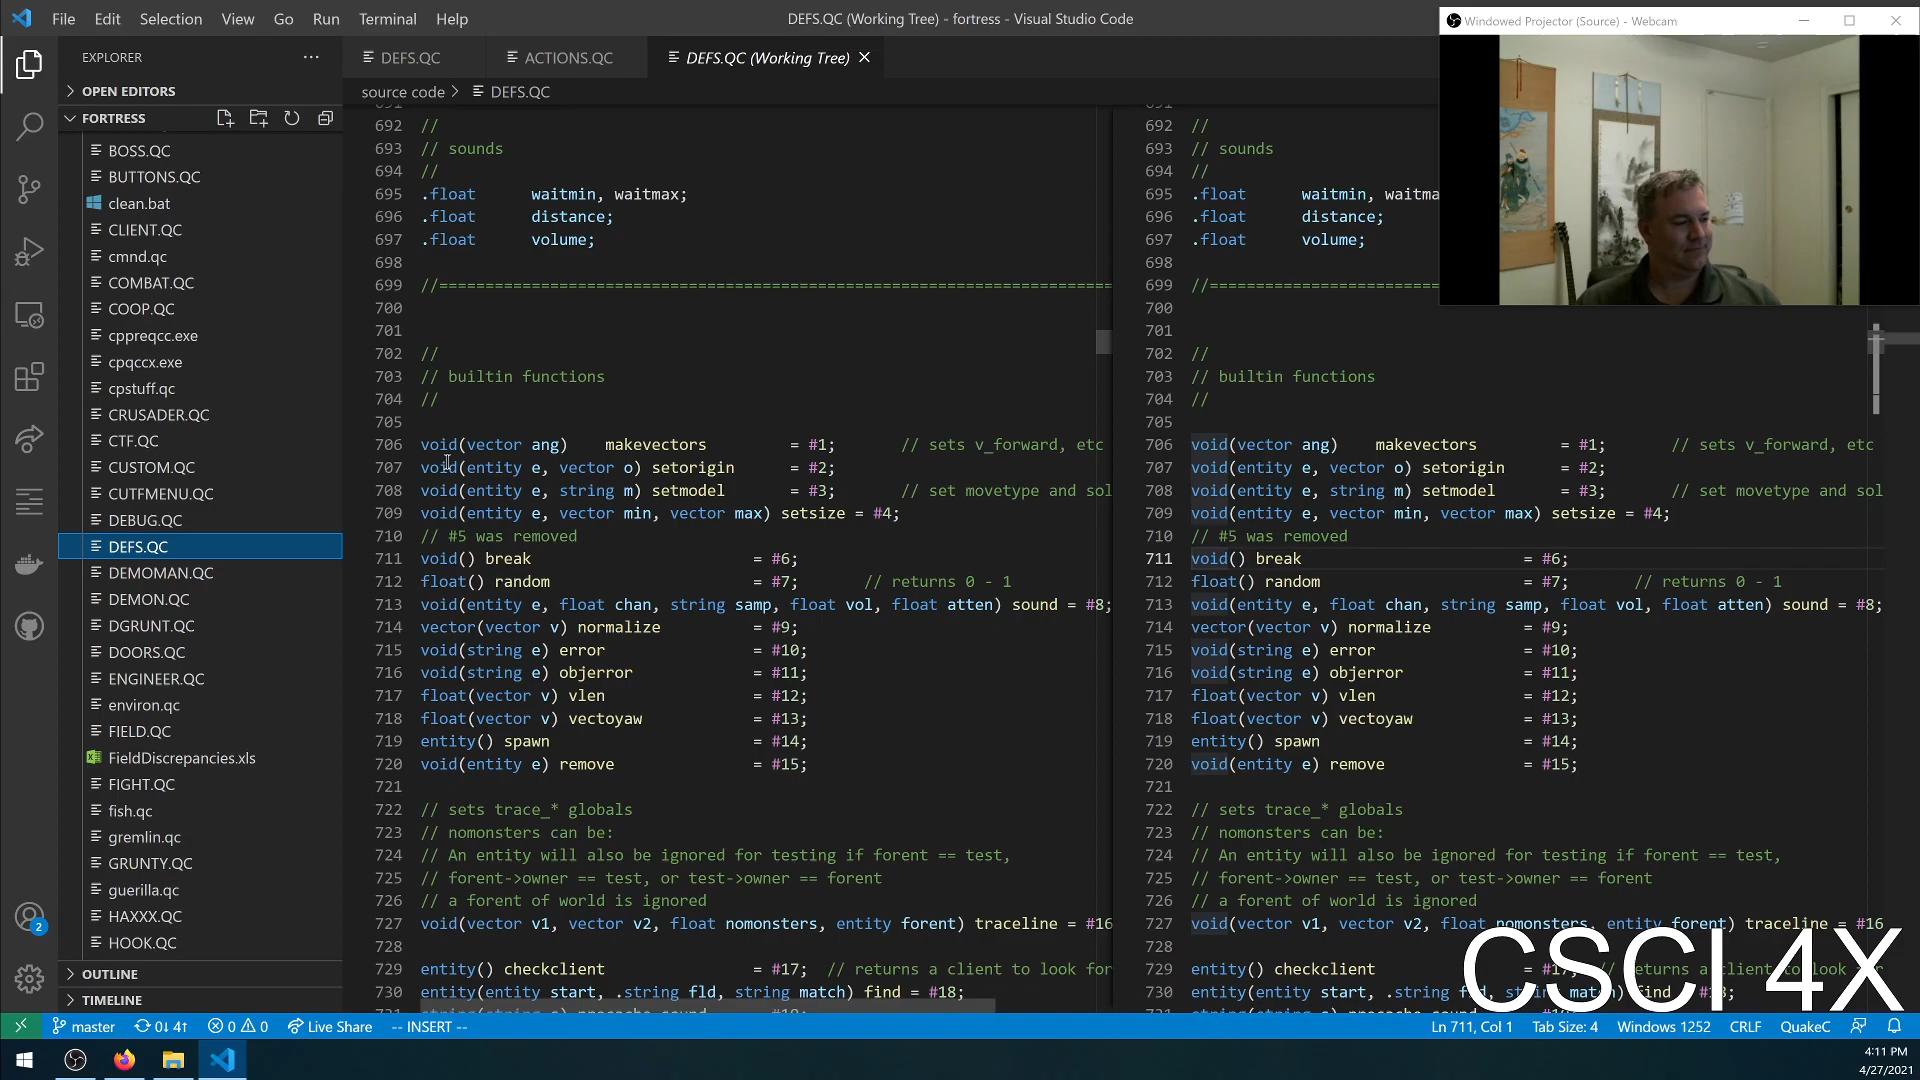 File Edit Selection View Go Run Terminal Help
DEFS.QC (Working Tree) - fortress - Visual Studio Code
Windowed Projector (Source) - Webcam
EXPLORER
OPEN EDITORS
FORTRESS
BOSS.QC
BUTTONS.QC
clean.bat
CLIENT.QC
cmnd.qc
COMBAT.QC
COOP.QC
cppreqcc.exe
cpqccx.exe
cpstuff.qc
CRUSADER.QC
CTF.QC
CUSTOM.QC
CUTFMENU.QC
DEBUG.QC
DEFS.QC
DEMOMAN.QC
DEMON.QC
DGRUNT.QC
DOORS.QC
ENGINEER.QC
environ.qc
FIELD.QC
FieldDiscrepancies.xls
FIGHT.QC
fish.qc
gremlin.qc
GRUNTY.QC
guerilla.qc
HAXXX.QC
HOOK.QC
OUTLINE
TIMELINE
DEFS.QC ACTIONS.QC DEFS.QC (Working Tree)
source code > DEFS.QC
692 //
693 // sounds
694 //
695 .float waitmin, waitmax;
696 .float distance;
697 .float volume;
698
699 //=========================================================================
700
701
702 //
703 // builtin functions
704 //
705
706 void(vector ang) makevectors = #1; // sets v_forward, etc
707 void(entity e, vector o) setorigin = #2;
708 void(entity e, string m) setmodel = #3; // set movetype and sol
709 void(entity e, vector min, vector max) setsize = #4;
710 // #5 was removed
711 void() break = #6;
712 float() random = #7; // returns 0 - 1
713 void(entity e, float chan, string samp, float vol, float atten) sound = #8;
714 vector(vector v) normalize = #9;
715 void(string e) error = #10;
716 void(string e) objerror = #11;
717 float(vector v) vlen = #12;
718 float(vector v) vectoyaw = #13;
719 entity() spawn = #14;
720 void(entity e) remove = #15;
721
722 // sets trace_* globals
723 // nomonsters can be:
724 // An entity will also be ignored for testing if forent == test,
725 // forent->owner == test, or test->owner == forent
726 // a forent of world is ignored
727 void(vector v1, vector v2, float nomonsters, entity forent) traceline = #16
728
729 entity() checkclient = #17; // returns a client to look for
730 entity(entity start, .string fld, string match) find = #18;
692 //
693 // sounds
694 //
695 .float waitmin, waitma
696 .float distance;
697 .float volume;
698
699 //=========================
700
701
702 //
703 // builtin functions
704 //
705
706 void(vector ang) makevectors = #1; // sets v_forward, etc
707 void(entity e, vector o) setorigin = #2;
708 void(entity e, string m) setmodel = #3; // set movetype and sol
709 void(entity e, vector min, vector max) setsize = #4;
710 // #5 was removed
711 void() break = #6;
712 float() random = #7; // returns 0 - 1
713 void(entity e, float chan, string samp, float vol, float atten) sound = #8;
714 vector(vector v) normalize = #9;
715 void(string e) error = #10;
716 void(string e) objerror = #11;
717 float(vector v) vlen = #12;
718 float(vector v) vectoyaw = #13;
719 entity() spawn = #14;
720 void(entity e) remove = #15;
721
722 // sets trace_* globals
723 // nomonsters can be:
724 // An entity will also be ignored for testing if forent == test,
725 // forent->owner == test, or test->owner == forent
726 // a forent of world is ignored
727 void(vector v1, vector v2, float nomonsters, entity forent) traceline = #16
728
729 entity() checkclient = #17; // returns a client to look for
730 entity(entity start, .string fld, string match) find = #18;
CSCI 4X
master 0↓ 4↑ 0 0 Live Share -- INSERT --
Ln 711, Col 1 Tab Size: 4 Windows 1252 CRLF QuakeC
2
4:11 PM
4/27/2021